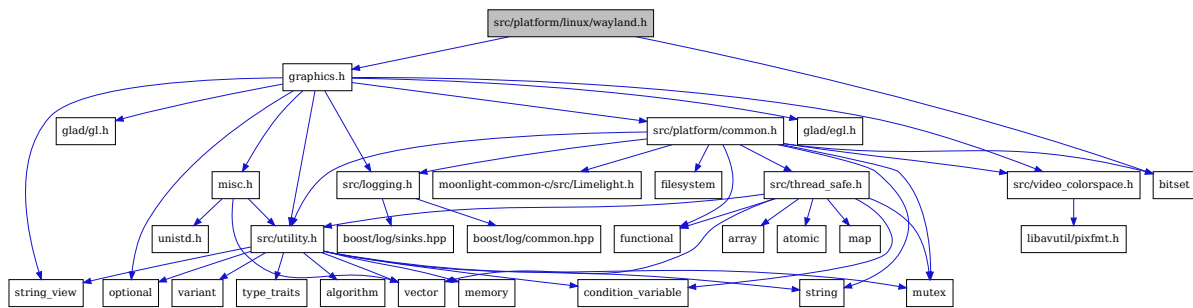 src/platform/linux/wayland.h
graphics.h
glad/gl.h
src/platform/common.h
glad/egl.h
misc.h
src/logging.h
moonlight-common-c/src/Limelight.h
filesystem
src/thread_safe.h
src/video_colorspace.h
bitset
unistd.h
src/utility.h
boost/log/sinks.hpp
boost/log/common.hpp
functional
array
atomic
map
libavutil/pixfmt.h
string_view
optional
variant
type_traits
algorithm
vector
memory
condition_variable
string
mutex